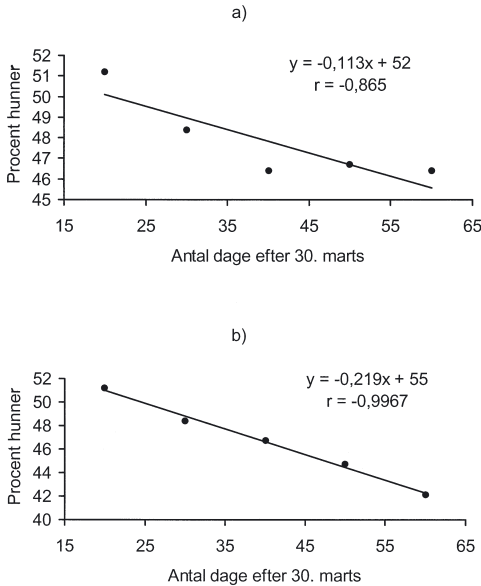 a)
52
51
50
49
48
47
46
45
Procent hunner
y = -0,113x + 52
r = -0,865
15 25 35 45 55 65
Antal dage efter 30. marts
b)
52
50
48
46
44
42
40
Procent hunner
y = -0,219x + 55
r = -0,9967
15 25 35 45 55 65
Antal dage efter 30. marts